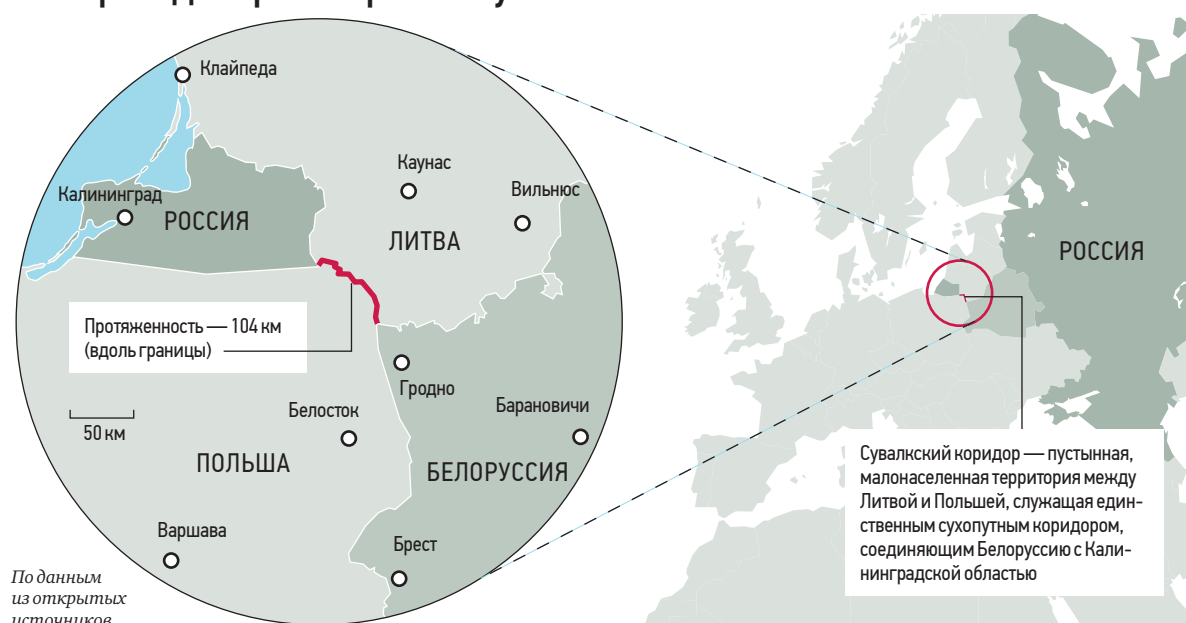 Клайпеда
Каунас
Вильнюс
Калининград
РОССИЯ
ЛИТВА
РОССИЯ
Протяженность — 104 км
(вдоль границы)
Гродно
50 км
Белосток
Барановичи
ПОЛЬША
БЕЛОРУССИЯ
Варшава
Брест
По данным
из открытых
источников
Сувалкский коридор — пустынная,
малонаселенная территория между
Литвой и Польшей, служащая един-
ственным сухопутным коридором,
соединяющим Белоруссию с Кали-
нинградской областью